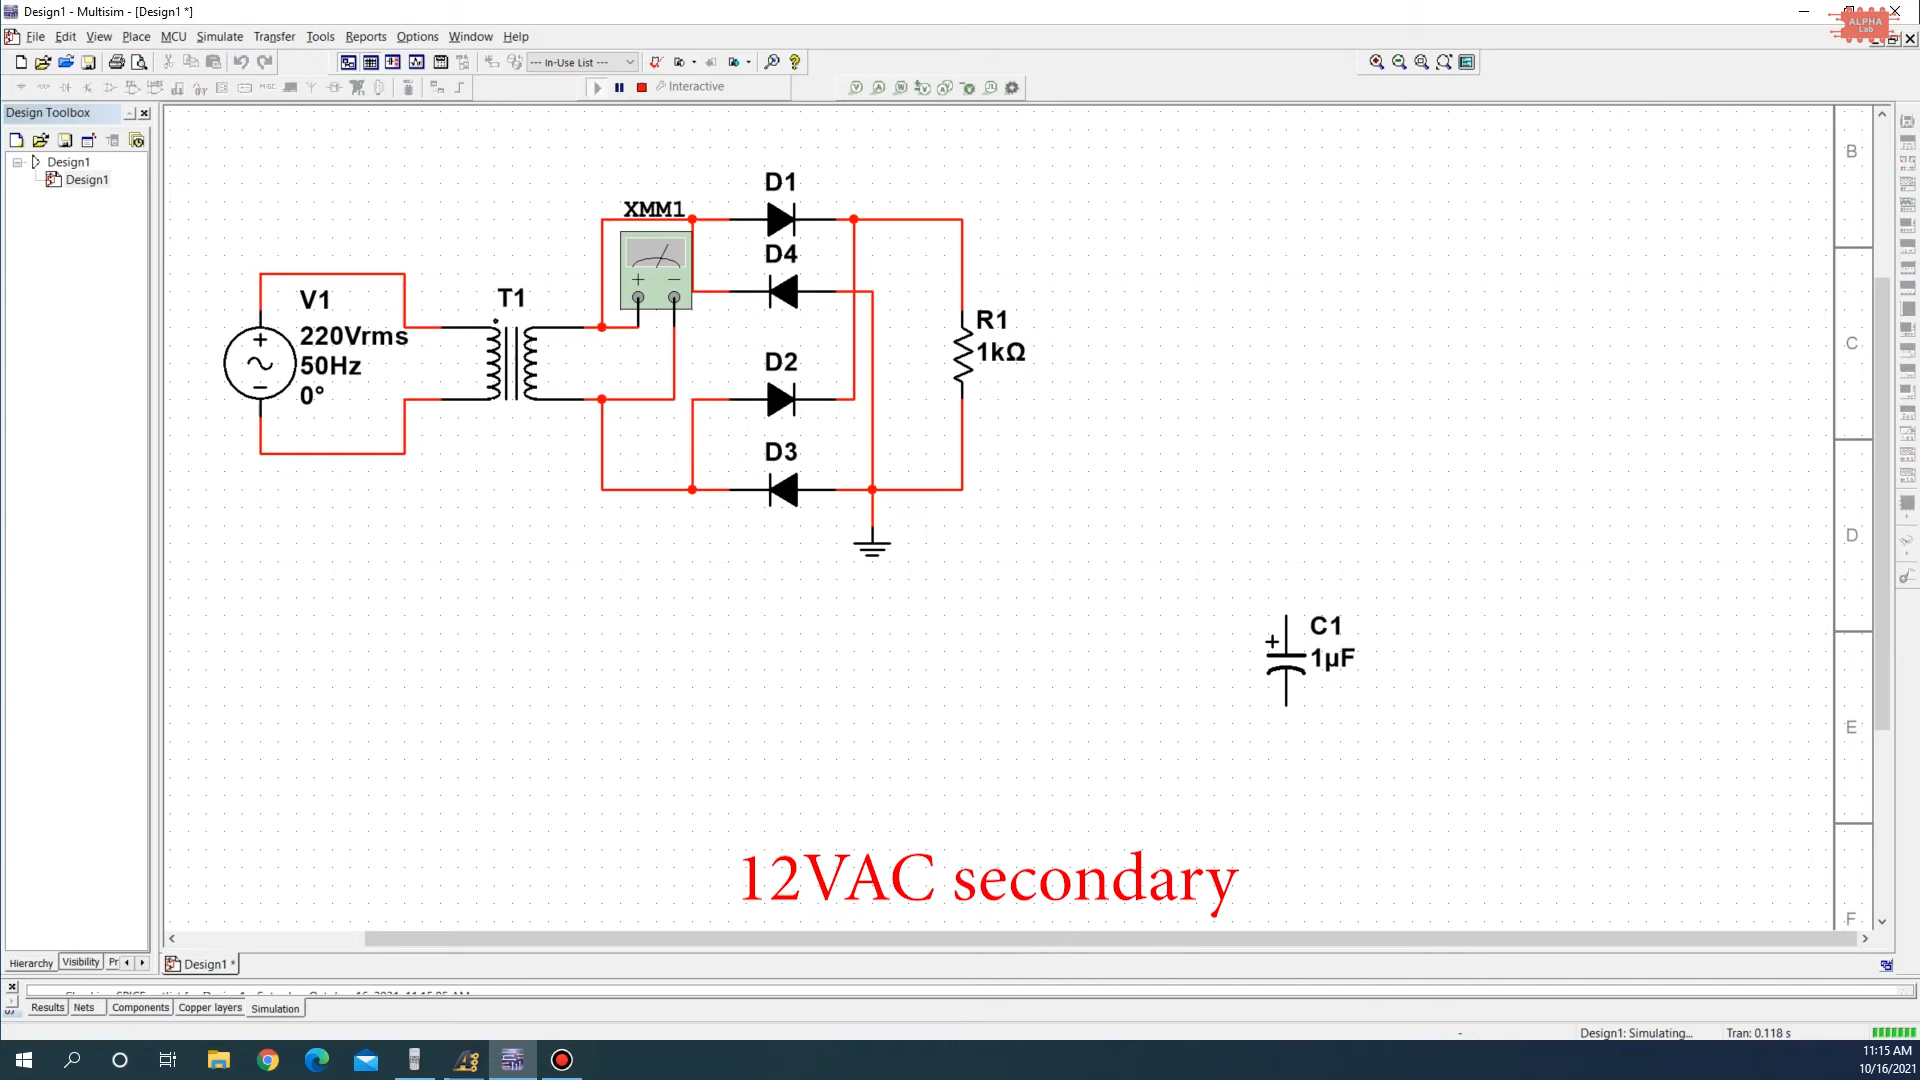 Design1 - Multisim - [Design1 *]
ALPHA
Lab
File Edit View Place MCU Simulate Transfer Tools Reports Options Window Help
--- In-Use List ---
Interactive
Design Toolbox
Design1
Design1
B
C
D
E
F
D1
XMM1
D4
V1
T1
220Vrms
50Hz
0°
R1
1kΩ
D2
D3
C1
1µF
12VAC secondary
Hierarchy Visibility Pr
Design1 *
Results Nets Components Copper layers Simulation
Design1: Simulating... Tran: 0.118 s
11:15 AM
10/16/2021